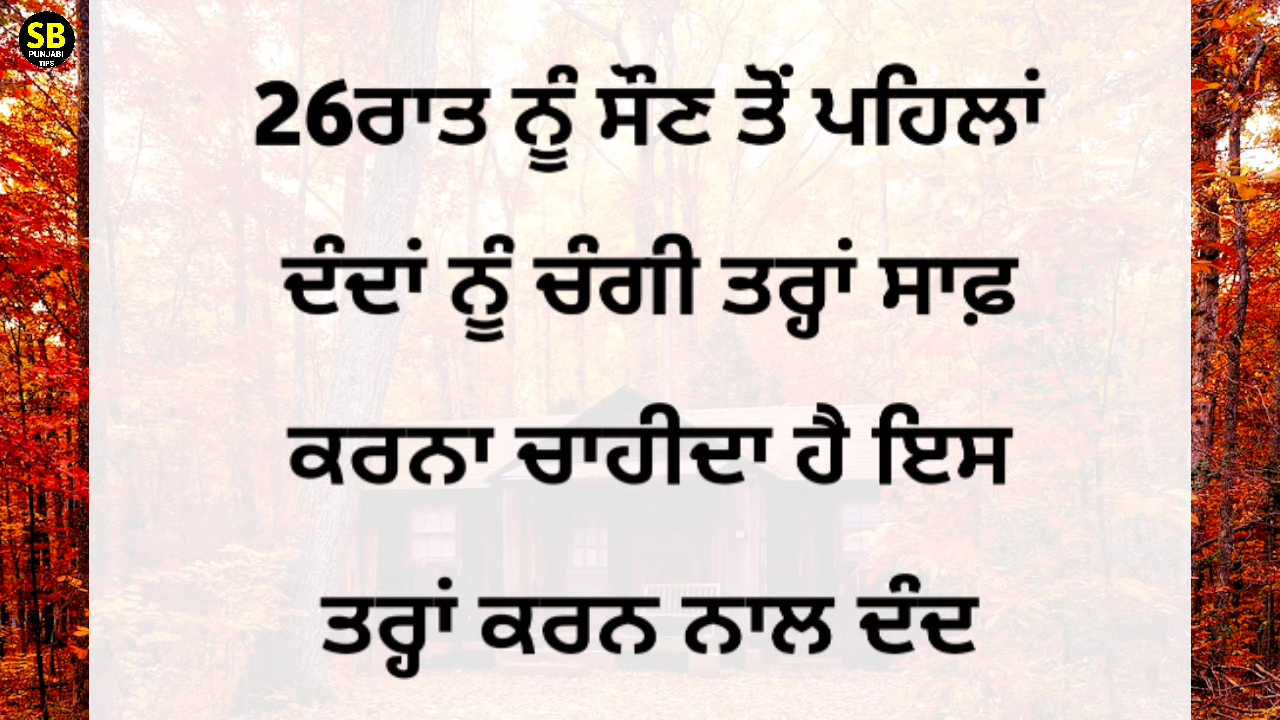 SB
PUNJABI
TIPS
26ਰਾਤ ਨੂੰ ਸੌਣ ਤੋਂ ਪਹਿਲਾਂ
ਦੰਦਾਂ ਨੂੰ ਚੰਗੀ ਤਰ੍ਹਾਂ ਸਾਫ਼
ਕਰਨਾ ਚਾਹੀਦਾ ਹੈ ਇਸ
ਤਰ੍ਹਾਂ ਕਰਨ ਨਾਲ ਦੰਦ